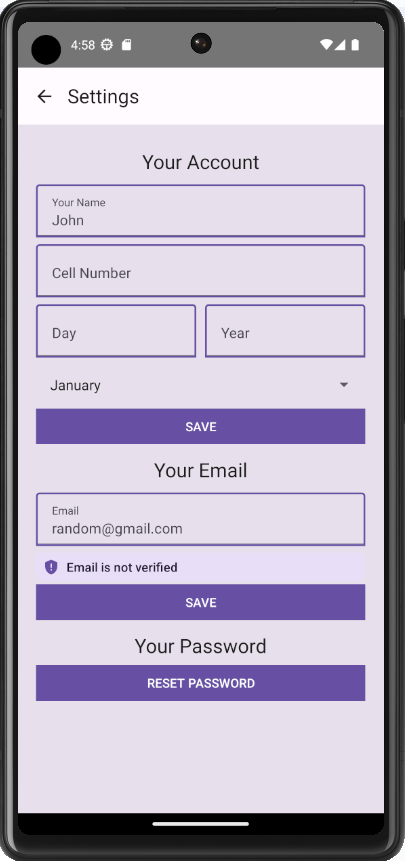 4:58
Settings
Your Account
Your Name
John
Cell Number
Day
Year
January
SAVE
Your Email
Email
random@gmail.com
Email is not verified
SAVE
Your Password
RESET PASSWORD